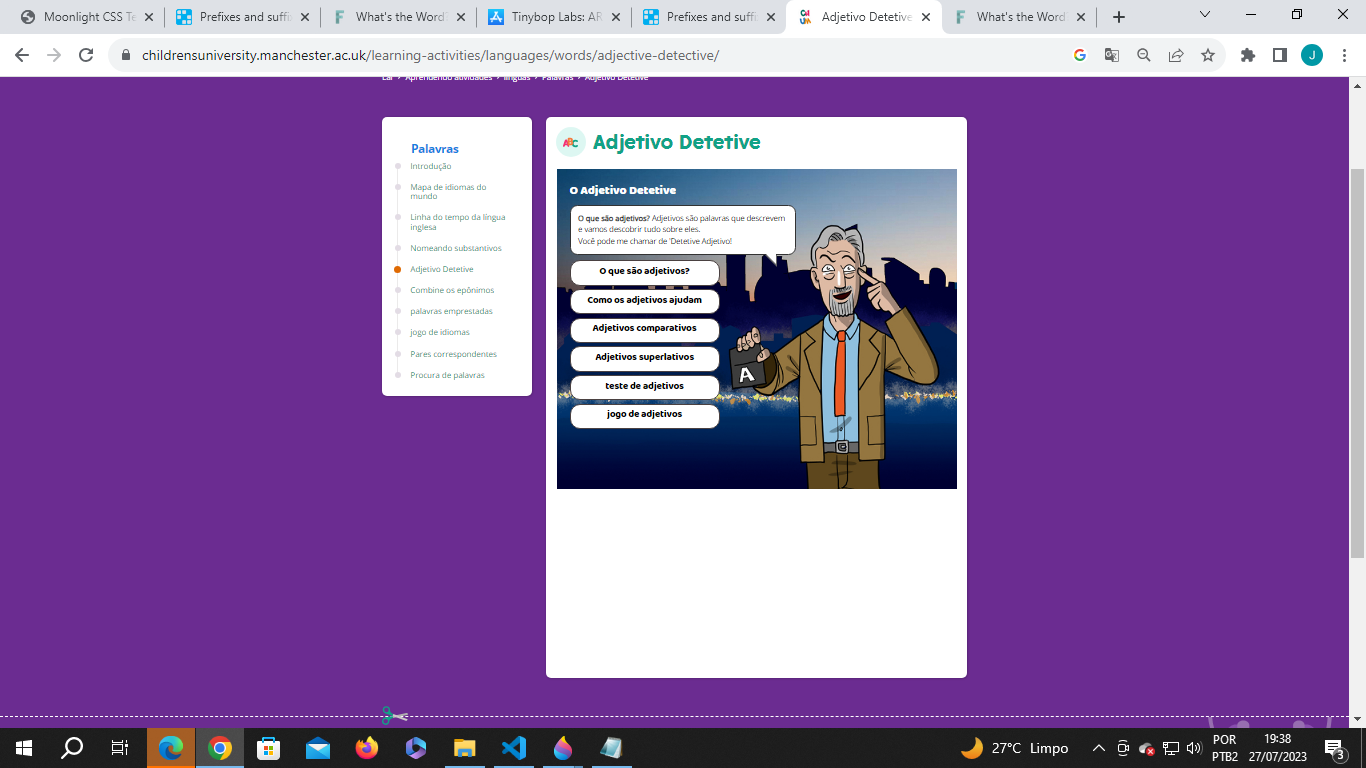 Moonlight CSS Te
Prefixes and suffi
What's the Word
Tinybop Labs: AR
Prefixes and suffi
Adjetivo Detetive
What's the Word
childrensuniversity.manchester.ac.uk/learning-activities/languages/words/adjective-detective/
J
Lar Aprendendo atividades línguas Palavras Adjetivo Detetive
Palavras
Introdução
Mapa de idiomas do
mundo
Linha do tempo da língua
inglesa
Nomeando substantivos
Adjetivo Detetive
Combine os epônimos
palavras emprestadas
jogo de idiomas
Pares correspondentes
Procura de palavras
ABC
Adjetivo Detetive
O Adjetivo Detetive
O que são adjetivos? Adjetivos são palavras que descrevem
e vamos descobrir tudo sobre eles.
Você pode me chamar de 'Detetive Adjetivo!
O que são adjetivos?
Como os adjetivos ajudam
Adjetivos comparativos
Adjetivos superlativos
teste de adjetivos
jogo de adjetivos
A
27°C Limpo
POR
PTB2
19:38
27/07/2023
3